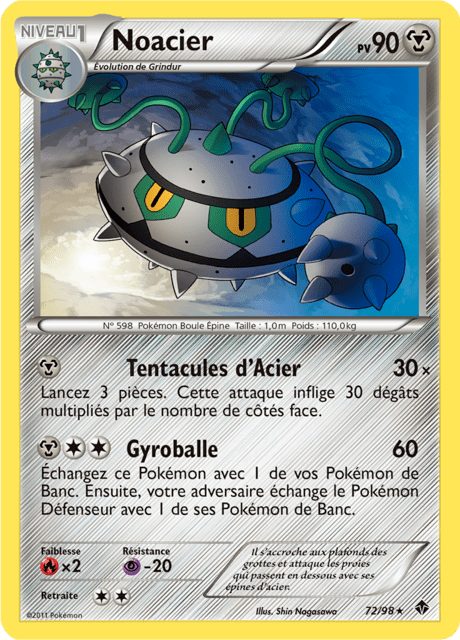 NIVEAU 1
Noacier
PV 90
Évolution de Grindur
N° 598 Pokémon Boule Épine Taille : 1,0m Poids : 110,0kg
Tentacules d'Acier 30×
Lancez 3 pièces. Cette attaque inflige 30 dégâts
multipliés par le nombre de côtés face.
Gyroballe 60
Échangez ce Pokémon avec 1 de vos Pokémon de
Banc. Ensuite, votre adversaire échange le Pokémon
Défenseur avec 1 de ses Pokémon de Banc.
Faiblesse
×2
Résistance
-20
Retraite
Il s'accroche aux plafonds des
grottes et attaque les proies
qui passent en dessous avec ses
épines d'acier.
©2011 Pokémon
Illus. Shin Nagasawa
72/98 ★